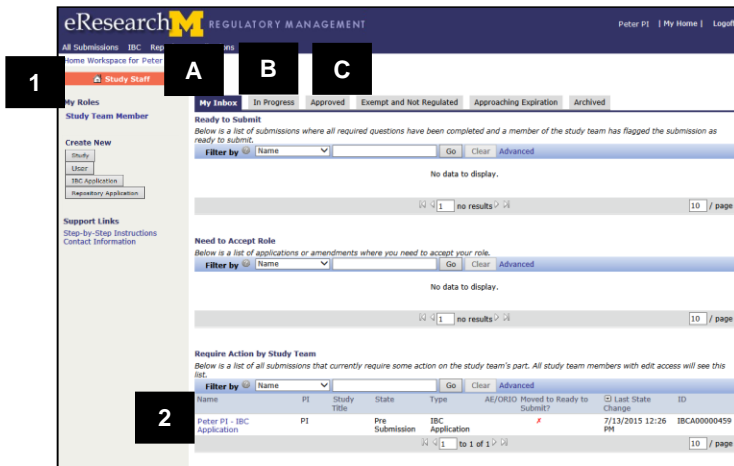 eResearch M REGULATORY MANAGEMENT Peter PI | My Home | Logoff
All Submissions IBC
Home Workspace for Peter
1 A B C
Study Staff
My Roles
Study Team Member
Create New
Study
User
IBC Application
Repository Application
Support Links
Step-by-Step Instructions
Contact Information
My Inbox In Progress Approved Exempt and Not Regulated Approaching Expiration Archived
Ready to Submit
Below is a list of submissions where all required questions have been completed and a member of the study team has flagged the submission as
ready to submit.
Filter by Name Go Clear Advanced
No data to display.
1 no results 10 / page
Need to Accept Role
Below is a list of applications or amendments where you need to accept your role.
Filter by Name Go Clear Advanced
No data to display.
1 no results 10 / page
Require Action by Study Team
Below is a list of all submissions that currently require some action on the study team's part. All study team members with edit access will see this
list.
Filter by Name Go Clear Advanced
2
Name PI Study Title State Type AE/ORIO Moved to Ready to Submit? Last State Change ID
Peter PI - IBC Application PI Pre Submission IBC Application ✗ 7/13/2015 12:26 PM IBCA00000459
1 to 1 of 1 10 / page